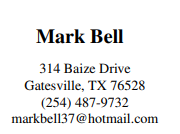 Mark Bell
314 Baize Drive
Gatesville, TX 76528
(254) 487-9732
markbell37@hotmail.com